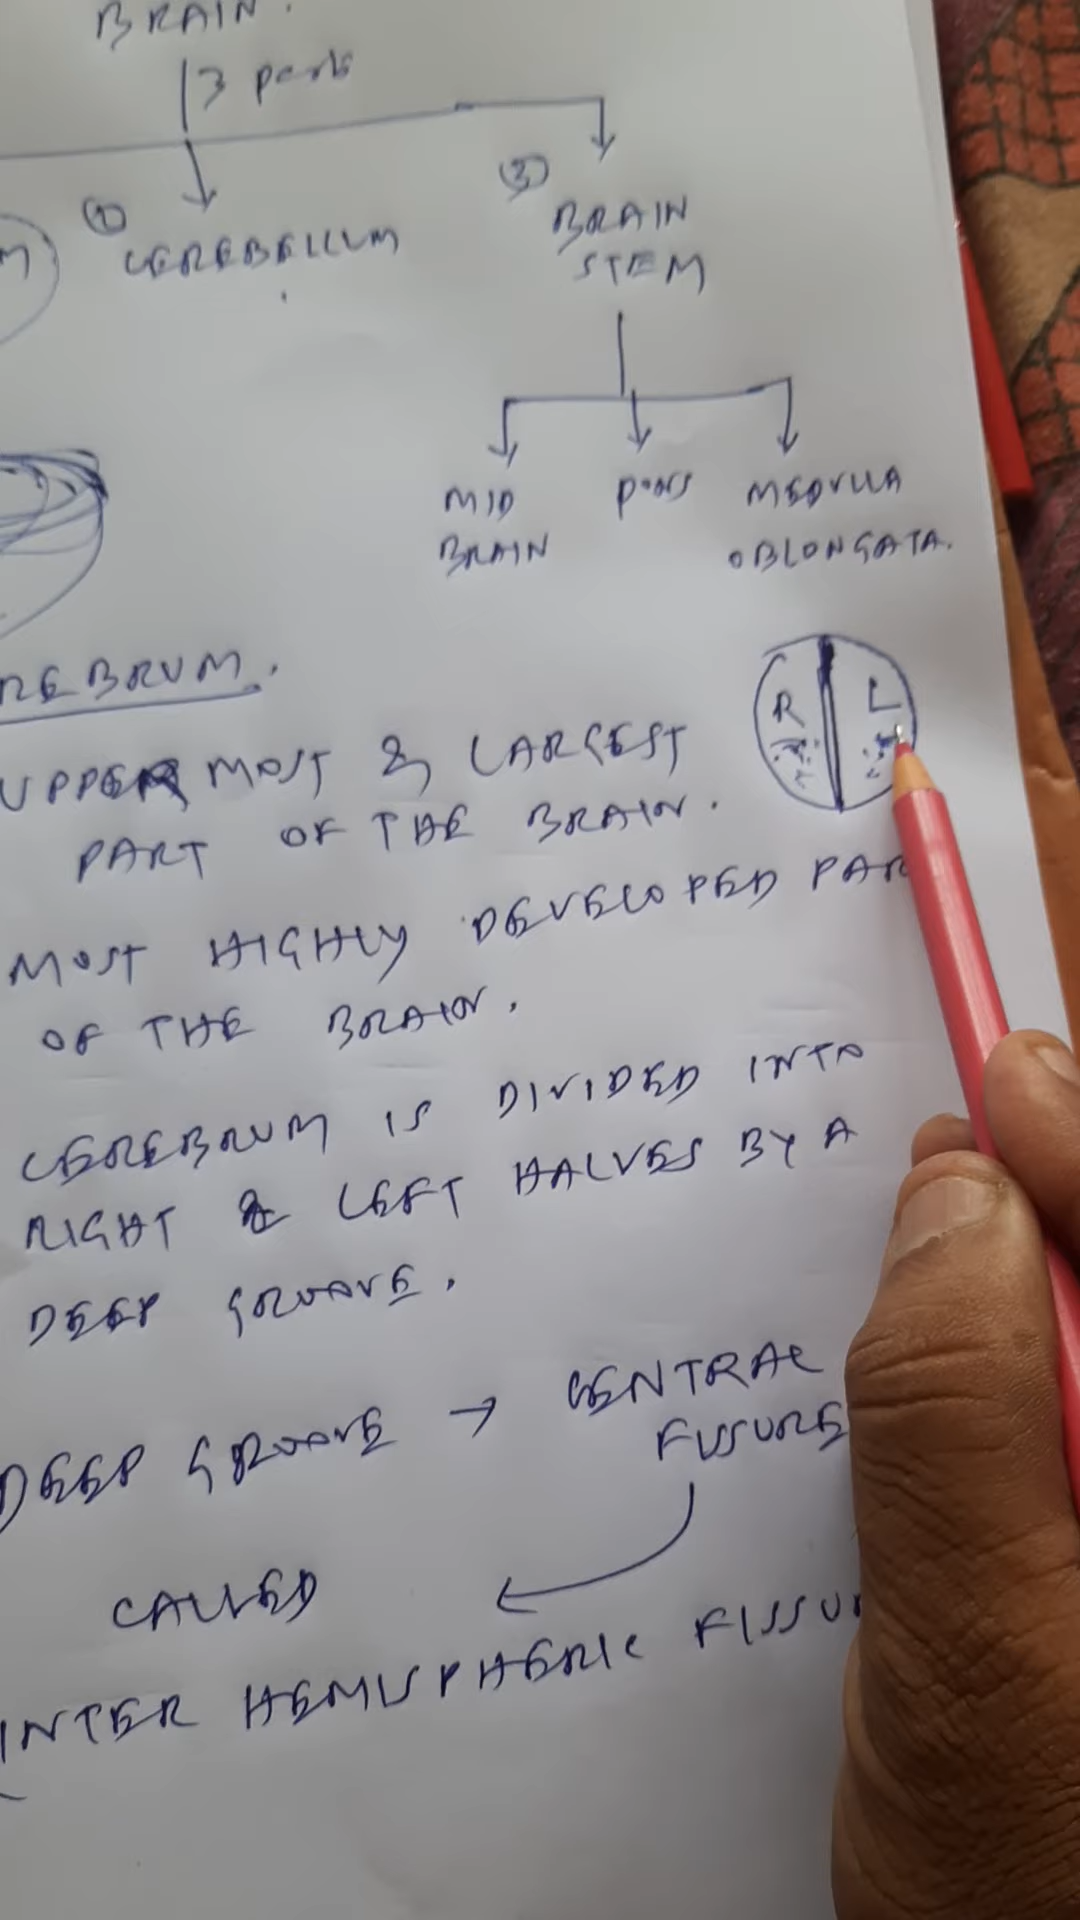 BRAIN.
3 parts
M
①
CEREBELLUM
③
BRAIN
STEM
MID
BRAIN
PONS
MEDULLA
OBLONGATA.
REBRUM.
R
L
UPPER MOST & LARGEST
PART OF THE BRAIN.
MOST HIGHLY DEVELOPED PAR
OF THE BRAIN.
CEREBRUM IS DIVIDED INTO
RIGHT & LEFT HALVES BY A
DEEP GROOVE.
DEEP GROOVE → CENTRAL
FISSURE
CALLED
INTER HEMISPHERIC FISSU